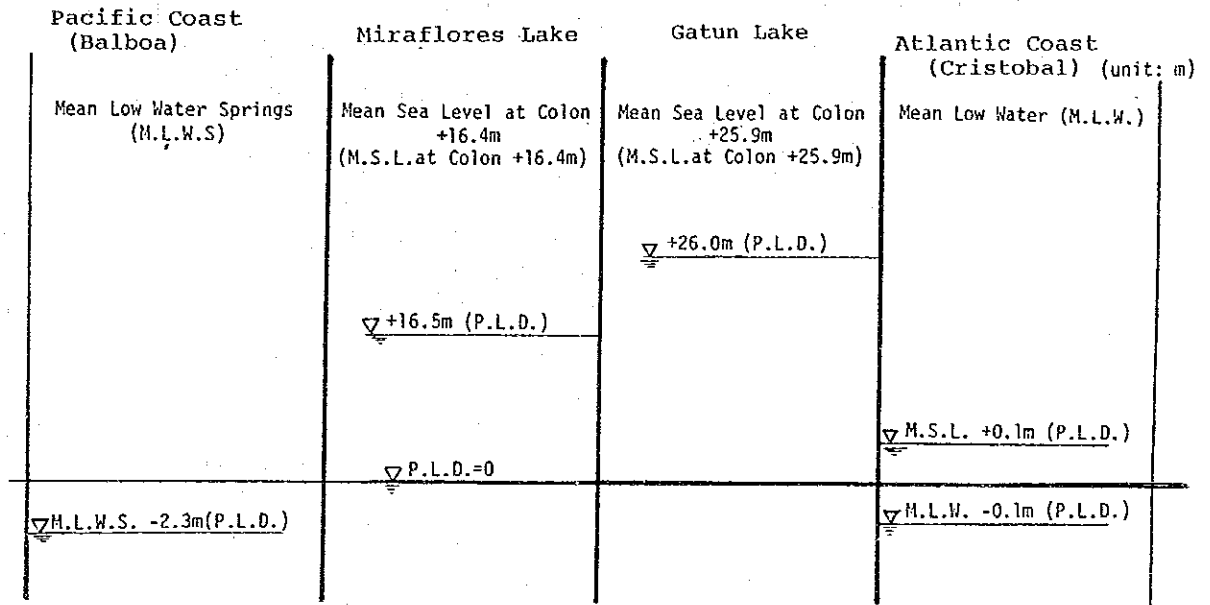 Pacific Coast
(Balboa)
Miraflores Lake
Gatun Lake
Atlantic Coast
(Cristobal) (unit: m)
Mean Low Water Springs
(M.L.W.S)
Mean Sea Level at Colon
+16.4m
(M.S.L.at Colon +16.4m)
Mean Sea Level at Colon
+25.9m
(M.S.L.at Colon +25.9m)
Mean Low Water (M.L.W.)
+26.0m (P.L.D.)
+16.5m (P.L.D.)
M.S.L. +0.1m (P.L.D.)
P.L.D.=0
M.L.W.S. -2.3m(P.L.D.)
M.L.W. -0.1m (P.L.D.)